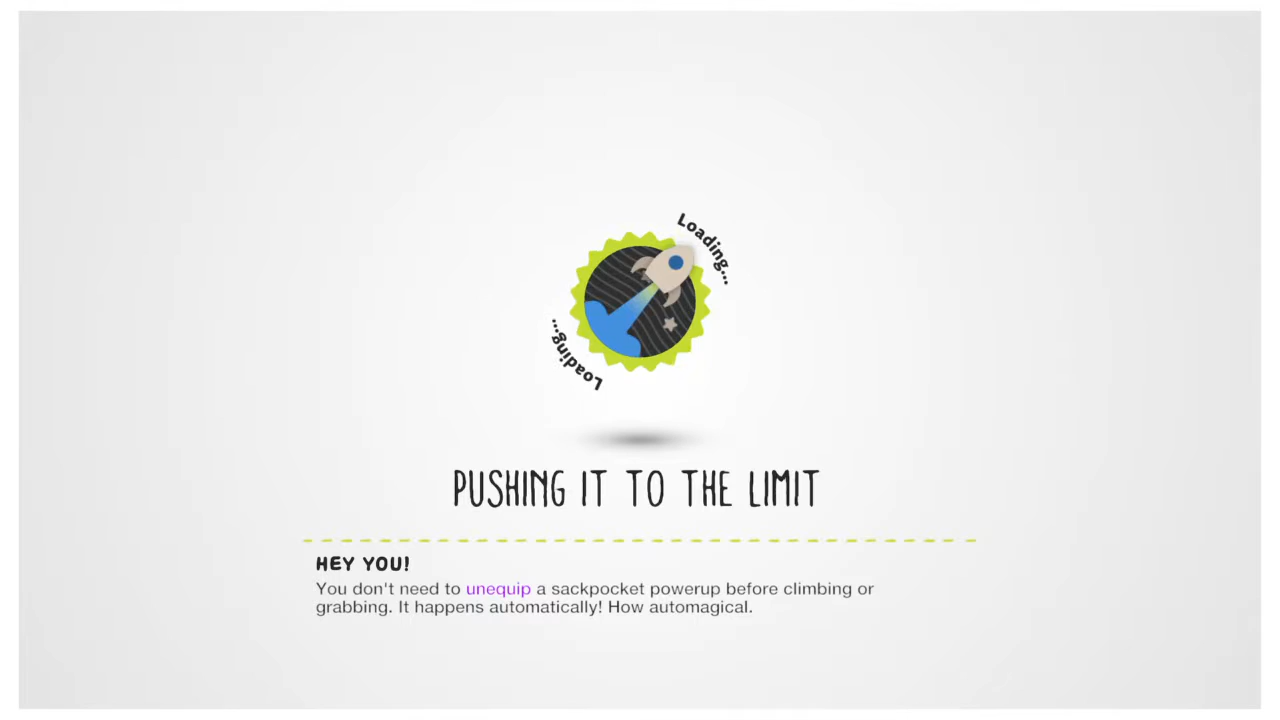 Loading...
Loading...
PUSHING IT TO THE LIMIT
HEY YOU!
You don't need to unequip a sackpocket powerup before climbing or
grabbing. It happens automatically! How automagical.